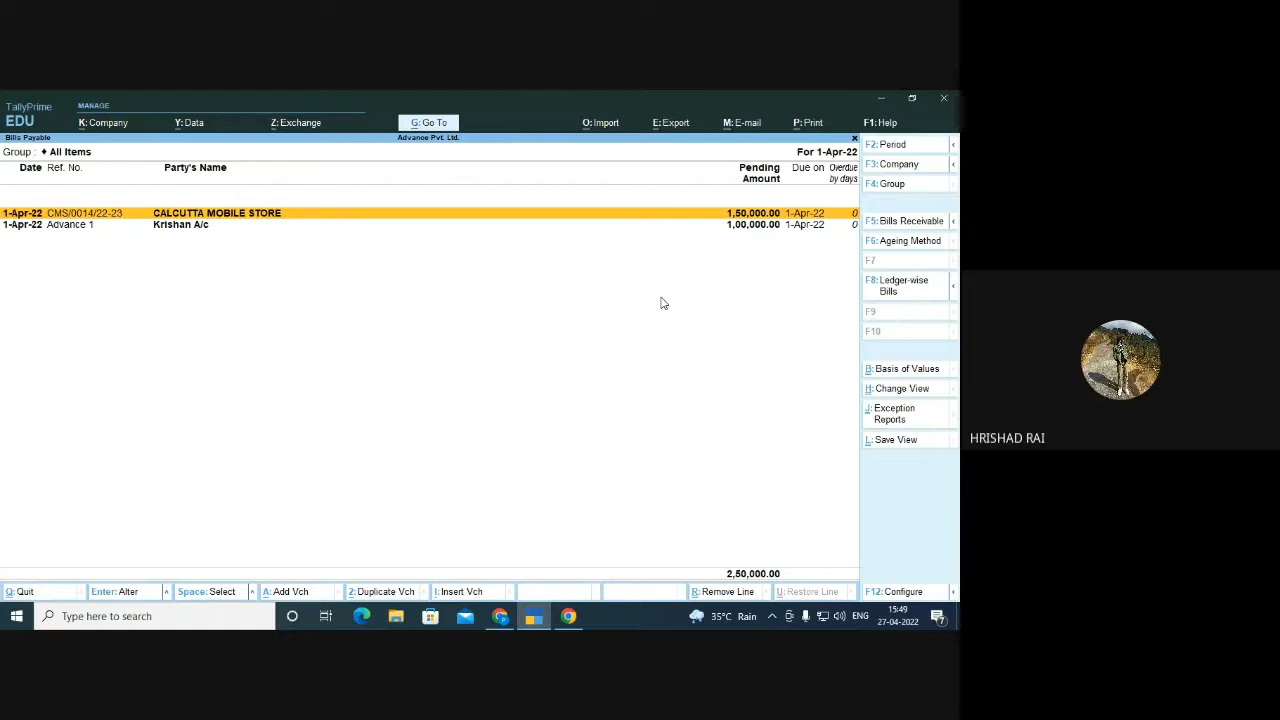 TallyPrime
EDU
MANAGE
K: Company
Y: Data
Z: Exchange
G: Go To
O: Import
E: Export
M: E-mail
P: Print
F1: Help
Bills Payable
Advance Pvt. Ltd.
Group : ♦ All Items
For 1-Apr-22
Date Ref. No. Party's Name Pending Amount Due on Overdue by days
1-Apr-22 CMS/0014/22-23 CALCUTTA MOBILE STORE 1,50,000.00 1-Apr-22 0
1-Apr-22 Advance 1 Krishan A/c 1,00,000.00 1-Apr-22 0
2,50,000.00
F2: Period
F3: Company
F4: Group
F5: Bills Receivable
F6: Ageing Method
F7
F8: Ledger-wise
Bills
F9
F10
B: Basis of Values
H: Change View
J: Exception
Reports
L: Save View
Q: Quit
Enter: Alter
Space: Select
A: Add Vch
2: Duplicate Vch
I: Insert Vch
R: Remove Line
U: Restore Line
F12: Configure
Type here to search
35°C Rain
ENG
15:49
27-04-2022
7
HRISHAD RAI